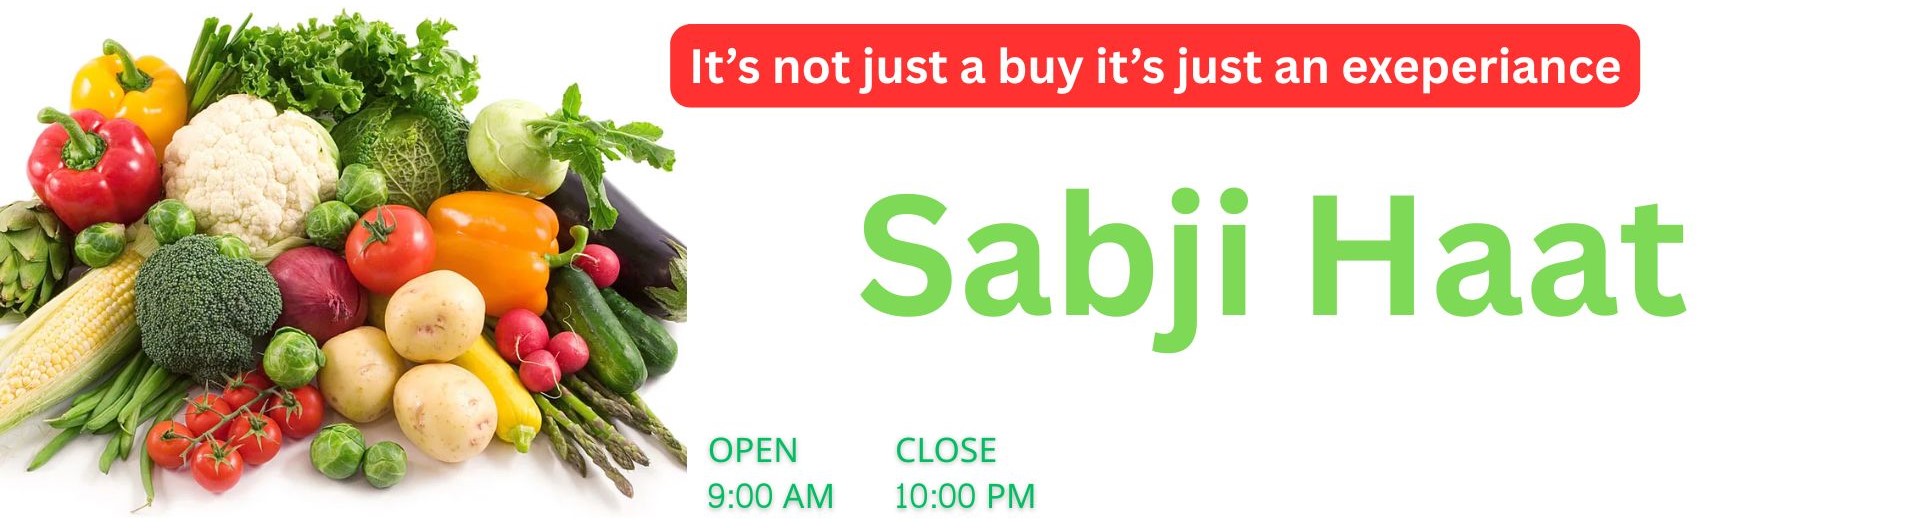 It’s not just a buy it’s just an exeperiance
Sabji Haat
OPEN CLOSE
9:00 AM 10:00 PM